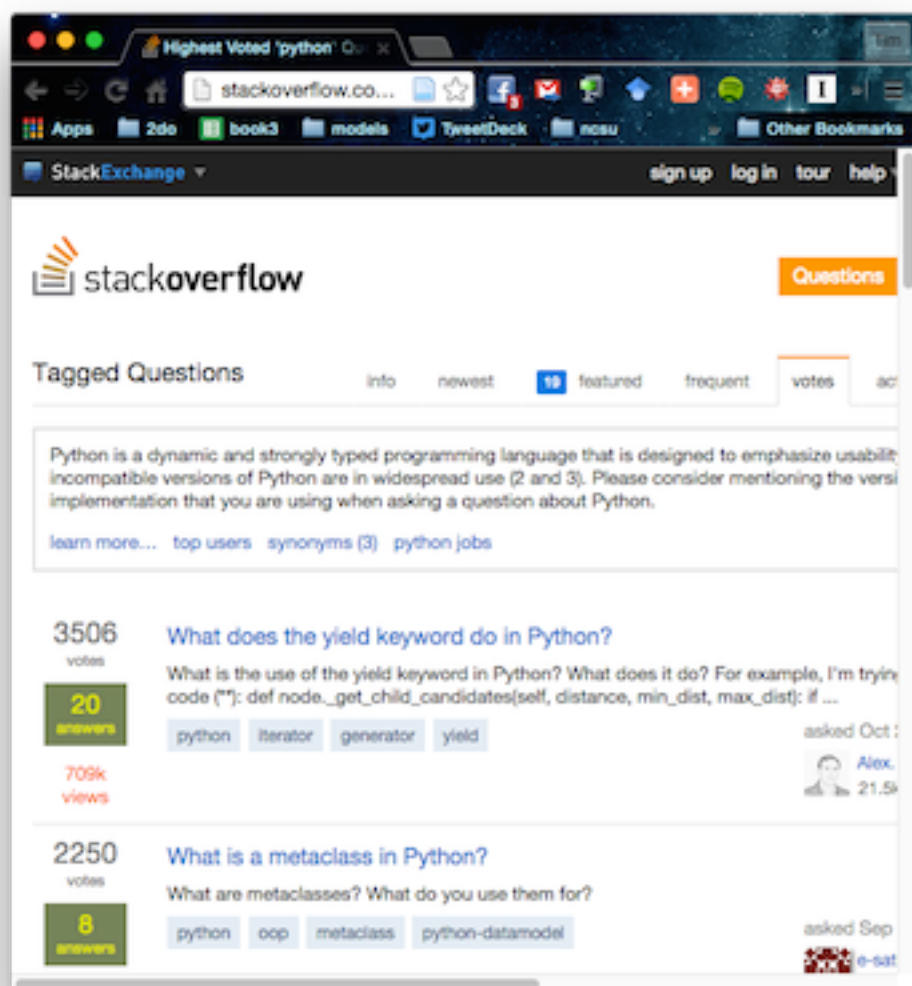 Highest Voted 'python' Qu
Tim
stackoverflow.co...
3
I
Apps 2do book3 models TweetDeck ncsu Other Bookmarks
StackExchange sign up log in tour help
stackoverflow
Questions
Tagged Questions info newest 19 featured frequent votes act
Python is a dynamic and strongly typed programming language that is designed to emphasize usability
incompatible versions of Python are in widespread use (2 and 3). Please consider mentioning the versi
implementation that you are using when asking a question about Python.
learn more... top users synonyms (3) python jobs
3506
votes
20
answers
709k
views
What does the yield keyword do in Python?
What is the use of the yield keyword in Python? What does it do? For example, I'm trying
code (**): def node._get_child_candidates(self, distance, min_dist, max_dist): if ...
python iterator generator yield
asked Oct
Alex.
21.5k
2250
votes
8
answers
What is a metaclass in Python?
What are metaclasses? What do you use them for?
python oop metaclass python-datamodel
asked Sep
e-sat